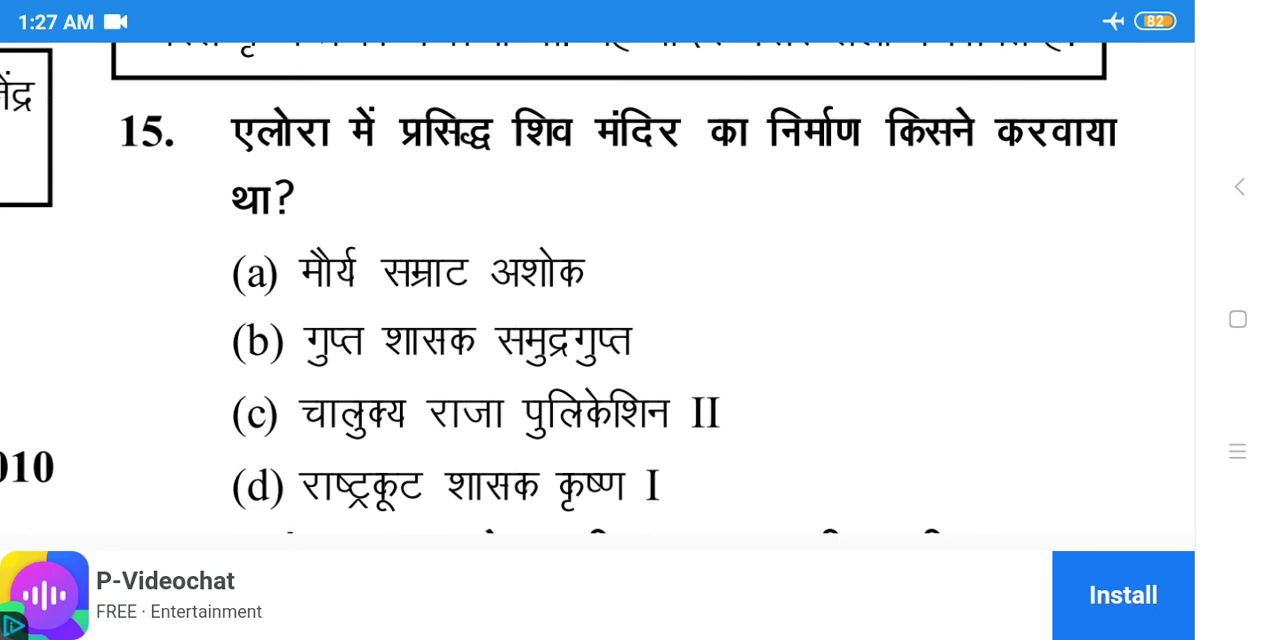 1:27 AM
82
15. एलोरा में प्रसिद्ध शिव मंदिर का निर्माण किसने करवाया
था?
(a) मौर्य सम्राट अशोक
(b) गुप्त शासक समुद्रगुप्त
(c) चालुक्य राजा पुलिकेशिन II
010
(d) राष्ट्रकूट शासक कृष्ण I
P-Videochat
FREE · Entertainment
Install